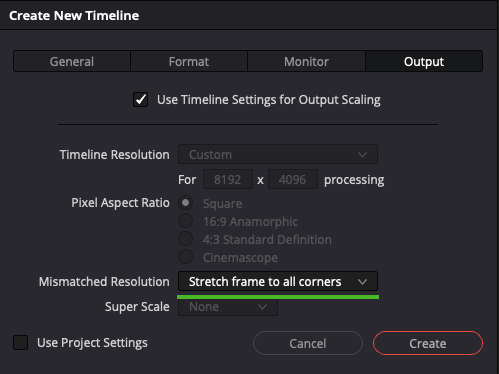 Create New Timeline
General Format Monitor Output
Use Timeline Settings for Output Scaling
Timeline Resolution Custom
For 8192 x 4096 processing
Pixel Aspect Ratio Square
16:9 Anamorphic
4:3 Standard Definition
Cinemascope
Mismatched Resolution Stretch frame to all corners
Super Scale None
Use Project Settings Cancel Create